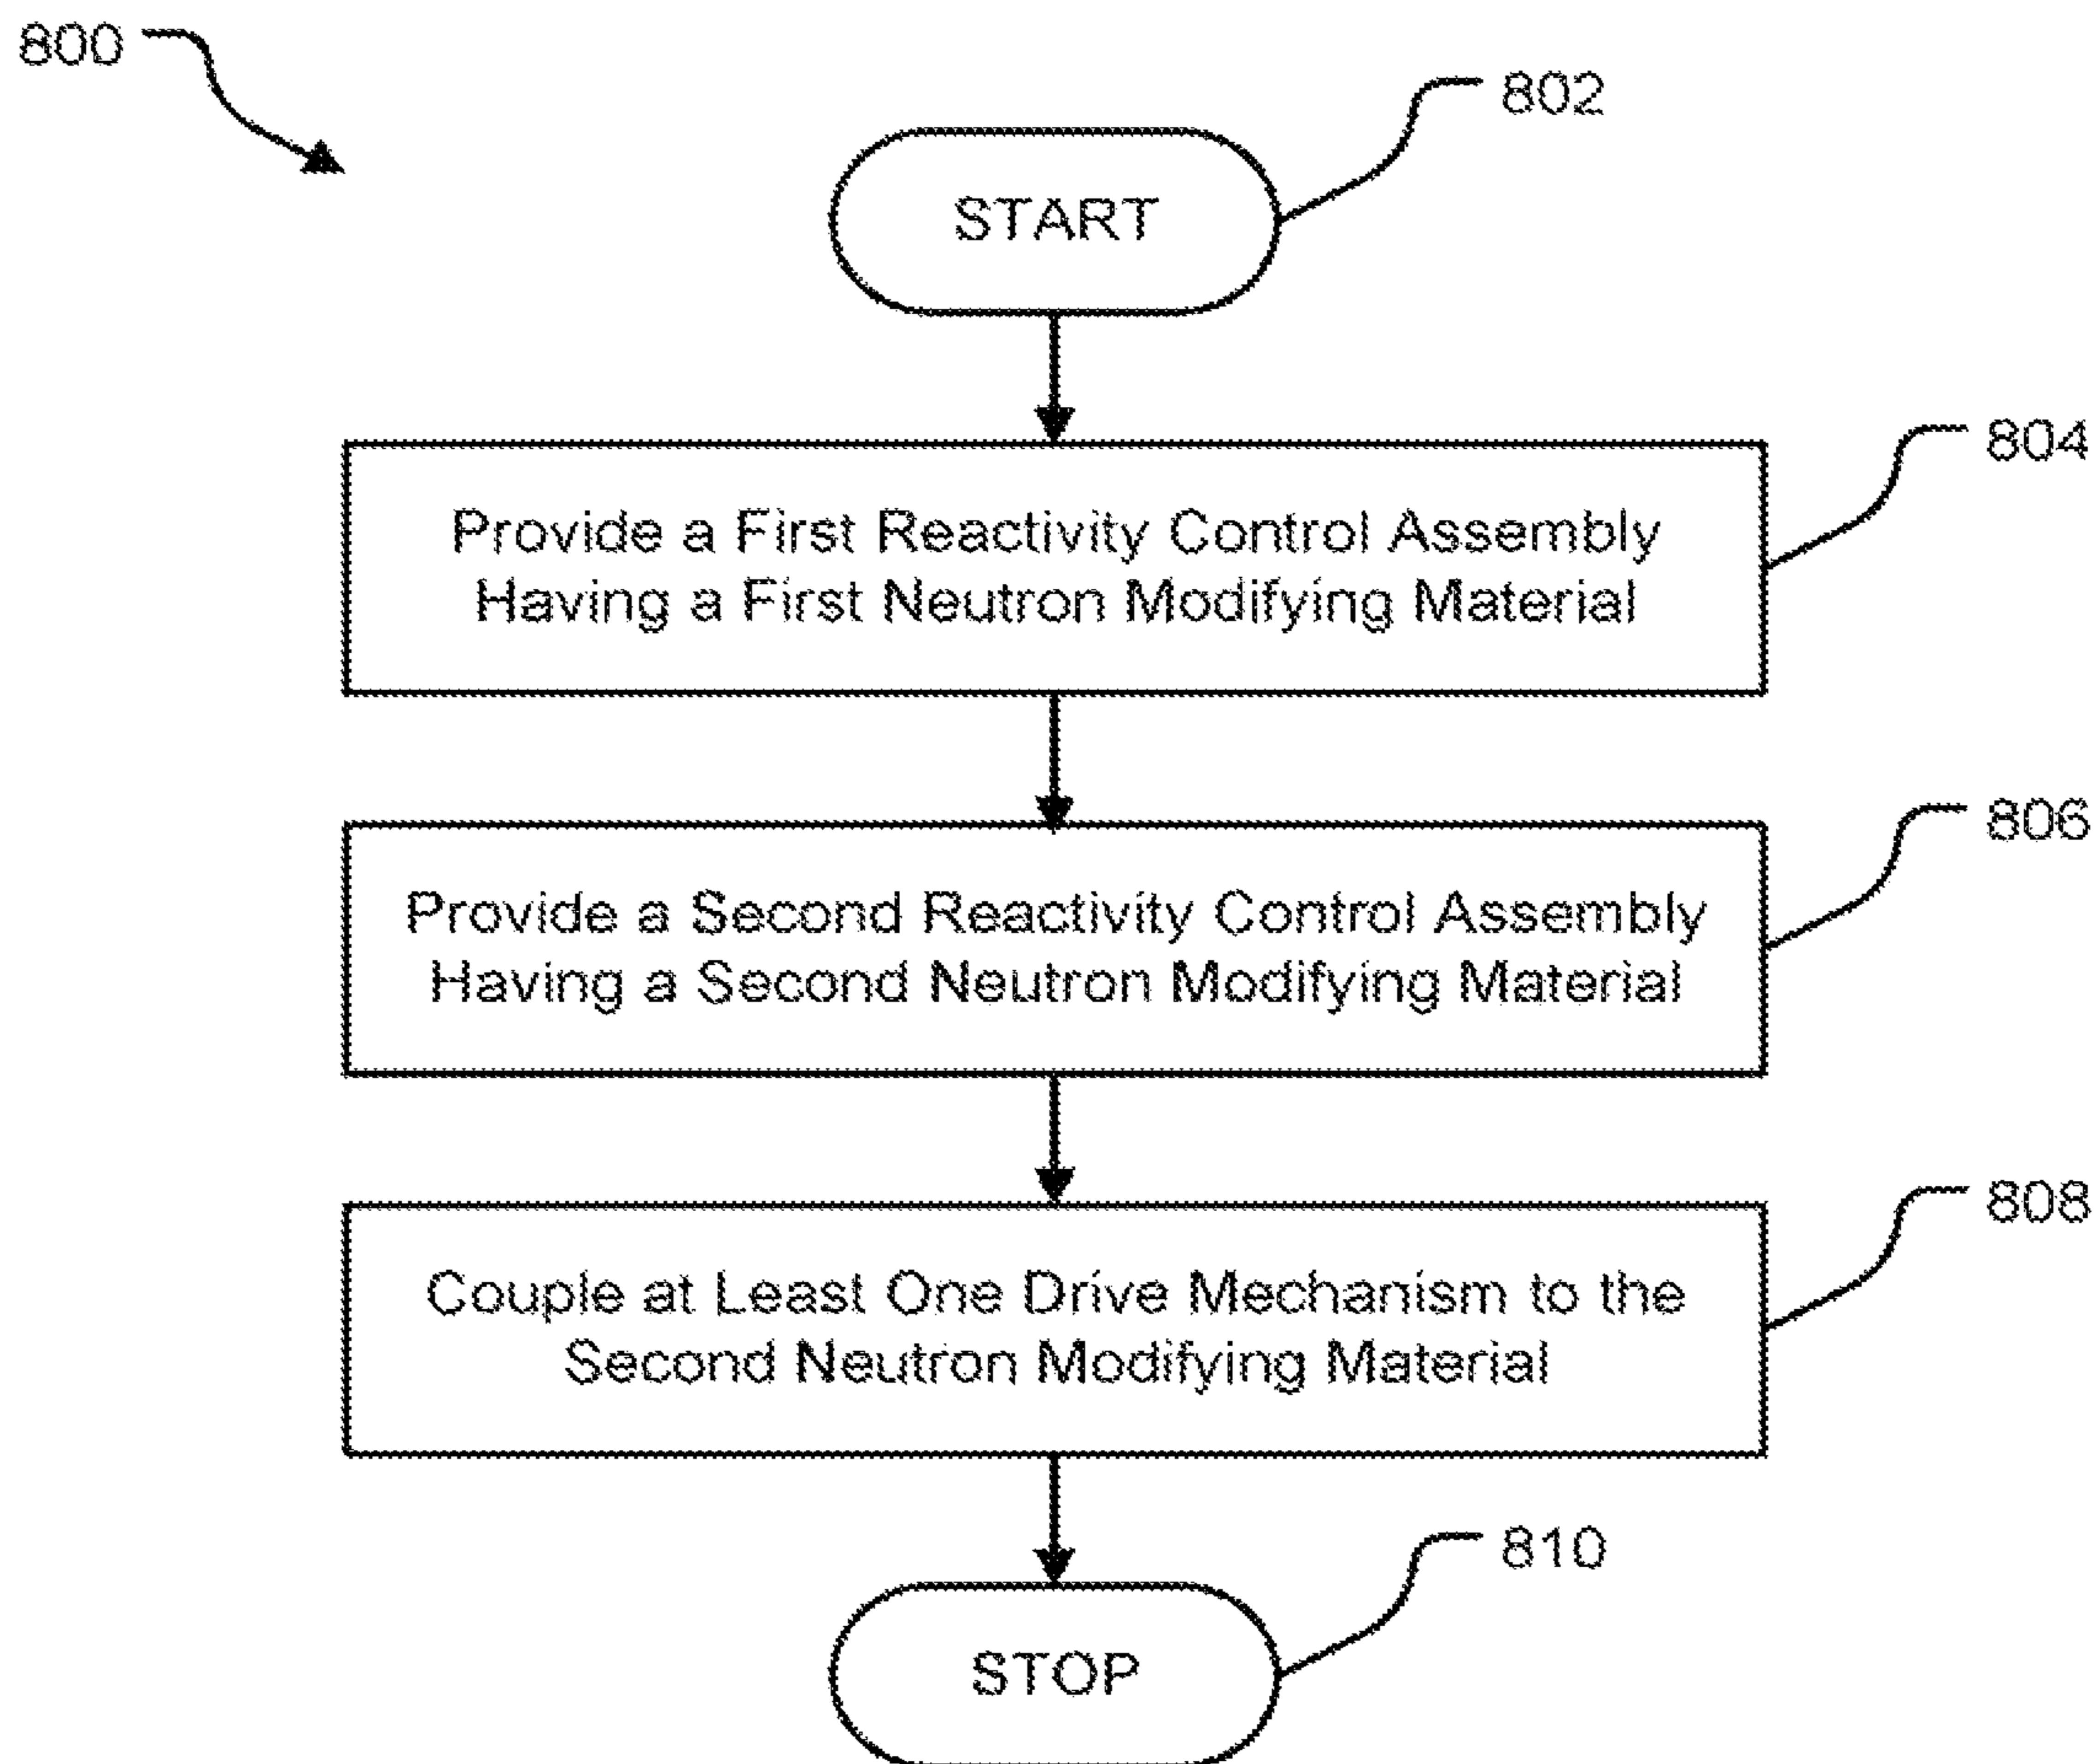 800
802
START
804
Provide a First Reactivity Control Assembly
Having a First Neutron Modifying Material
806
Provide a Second Reactivity Control Assembly
Having a Second Neutron Modifying Material
808
Couple at Least One Drive Mechanism to the
Second Neutron Modifying Material
810
STOP